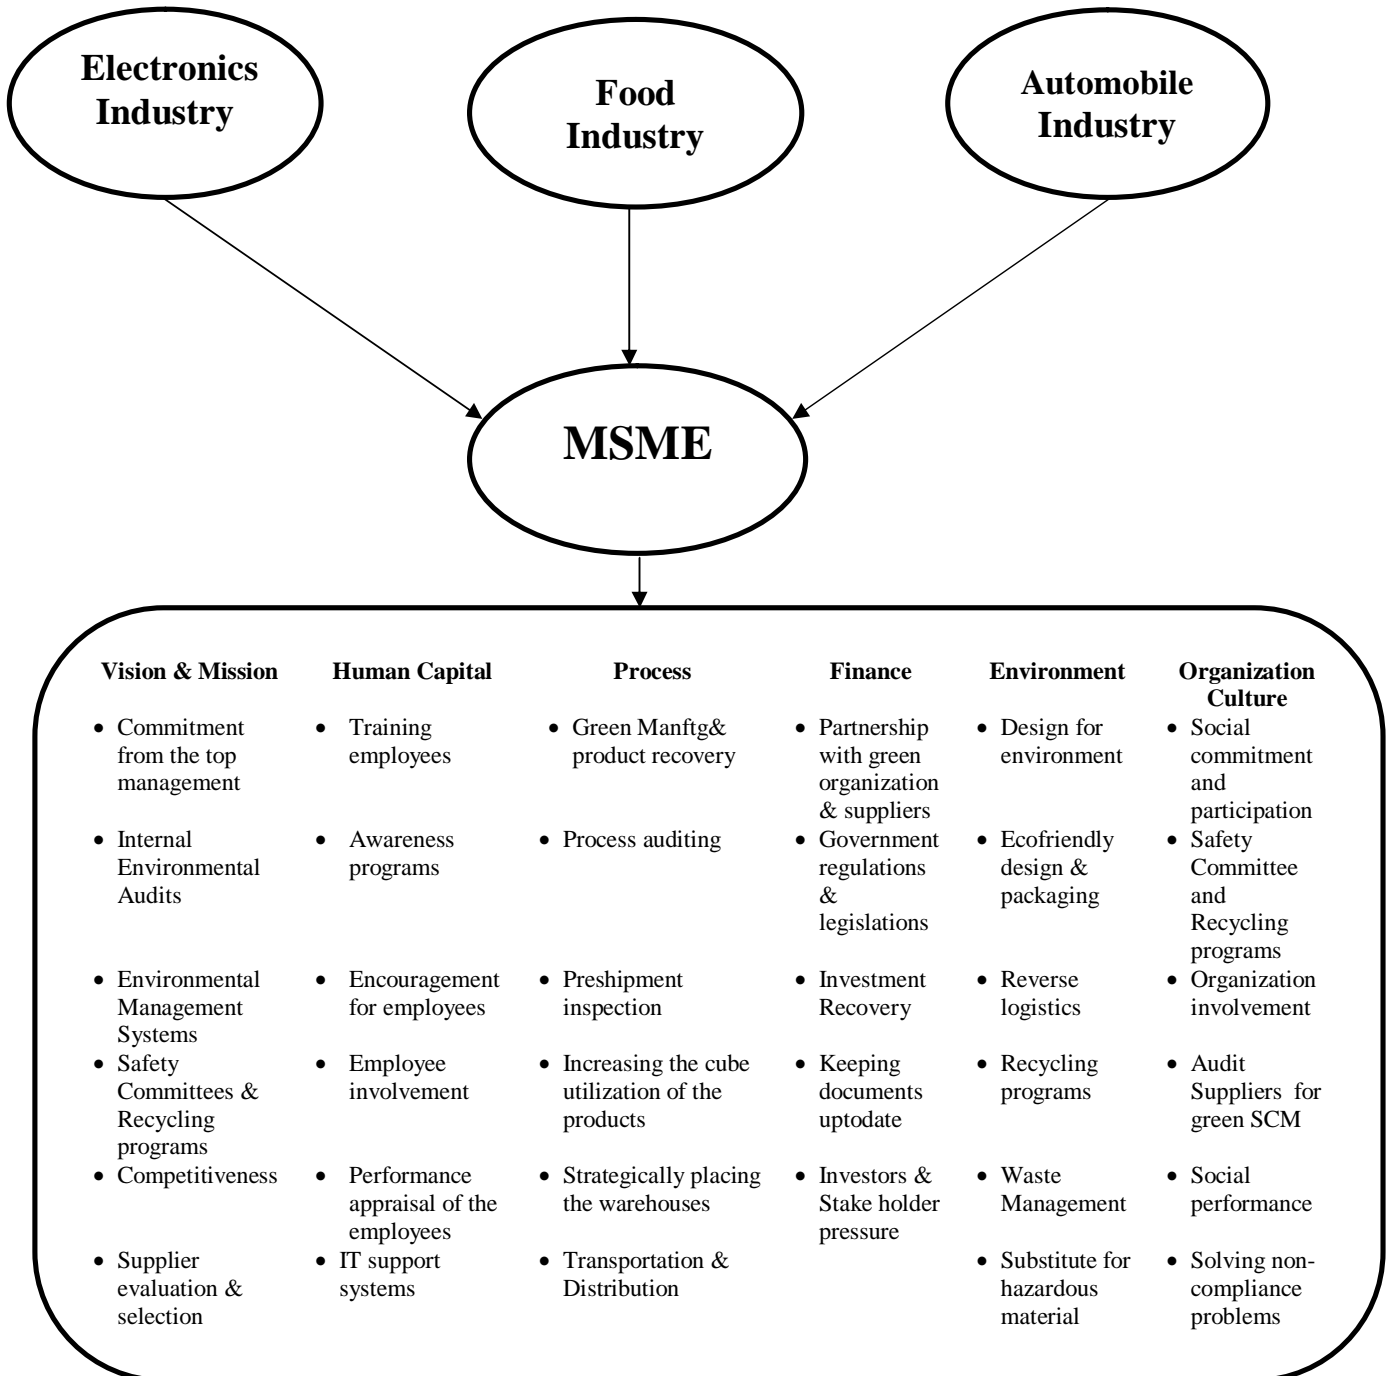 Electronics
Industry
Food
Industry
Automobile
Industry
MSME
Vision & Mission
• Commitment
from the top
management
• Internal
Environmental
Audits
• Environmental
Management
Systems
• Safety
Committees &
Recycling
programs
• Competitiveness
• Supplier
evaluation &
selection
Human Capital
• Training
employees
• Awareness
programs
• Encouragement
for employees
• Employee
involvement
• Performance
appraisal of the
employees
• IT support
systems
Process
• Green Manftg&
product recovery
• Process auditing
• Preshipment
inspection
• Increasing the cube
utilization of the
products
• Strategically placing
the warehouses
• Transportation &
Distribution
Finance
• Partnership
with green
organization
& suppliers
• Government
regulations
&
legislations
• Investment
Recovery
• Keeping
documents
uptodate
• Investors &
Stake holder
pressure
Environment
• Design for
environment
• Ecofriendly
design &
packaging
• Reverse
logistics
• Recycling
programs
• Waste
Management
• Substitute for
hazardous
material
Organization
Culture
• Social
commitment
and
participation
• Safety
Committee
and
Recycling
programs
• Organization
involvement
• Audit
Suppliers for
green SCM
• Social
performance
• Solving non-
compliance
problems